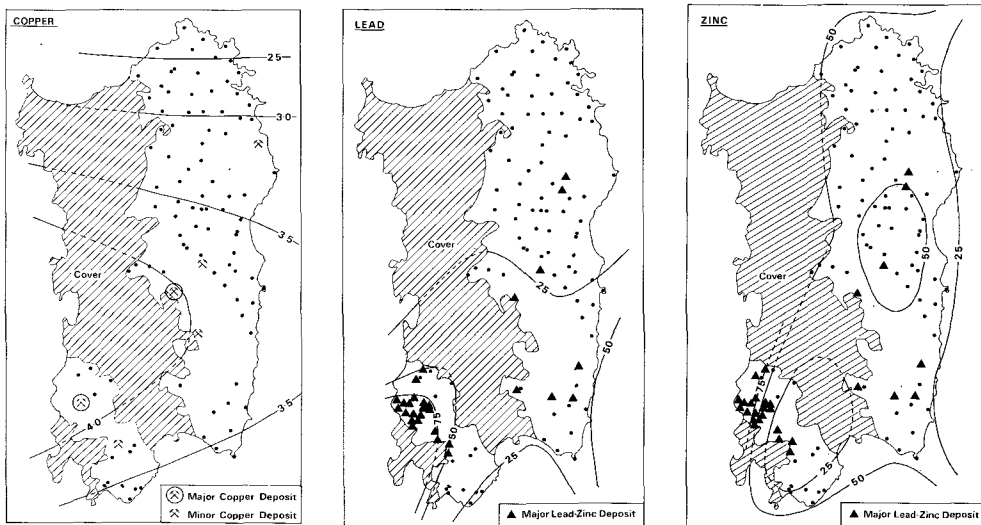 COPPER
25
30
35
Cover
40
35
Major Copper Deposit
Minor Copper Deposit
LEAD
Cover
25
50
75
50
25
Major Lead-Zinc Deposit
ZINC
50
Cover
50
25
75
25
50
Major Lead-Zinc Deposit